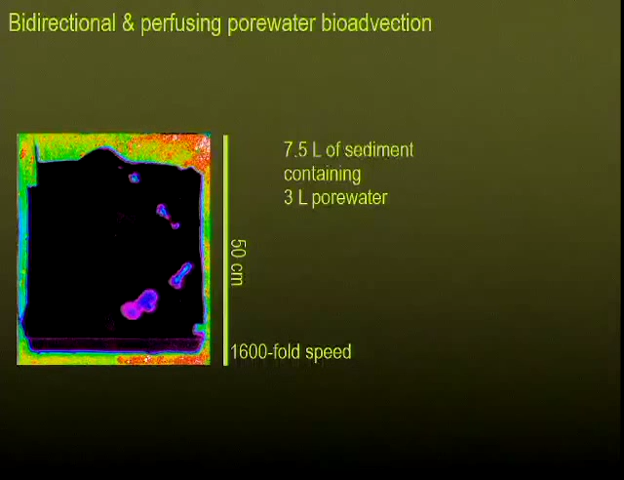 Bidirectional & perfusing porewater bioadvection
7.5 L of sediment
containing
3 L porewater
50 cm
1600-fold speed